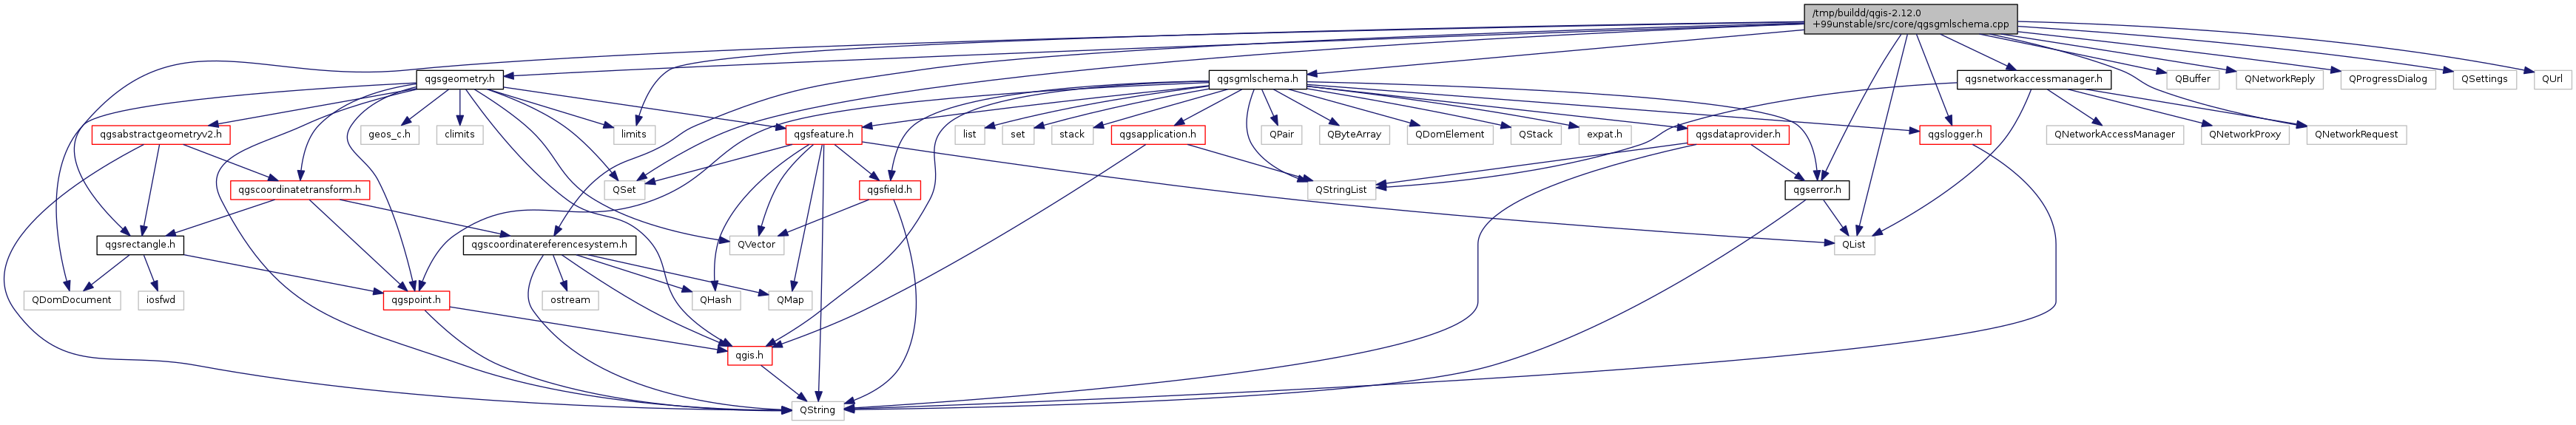 /tmp/buildd/qgis-2.12.0
+99unstable/src/core/qgsgmlschema.cpp
qgsgeometry.h
qgsgmlschema.h
qgsnetworkaccessmanager.h
QBuffer
QNetworkReply
QProgressDialog
QSettings
QUrl
qgsabstractgeometryv2.h
geos_c.h
climits
limits
qgsfeature.h
list
set
stack
qgsapplication.h
QPair
QByteArray
QDomElement
QStack
expat.h
qgsdataprovider.h
qgslogger.h
QNetworkAccessManager
QNetworkProxy
QNetworkRequest
qgscoordinatetransform.h
QSet
qgsfield.h
QStringList
qgserror.h
qgsrectangle.h
qgscoordinatereferencesystem.h
QVector
QList
QDomDocument
iosfwd
qgspoint.h
ostream
QHash
QMap
qgis.h
QString